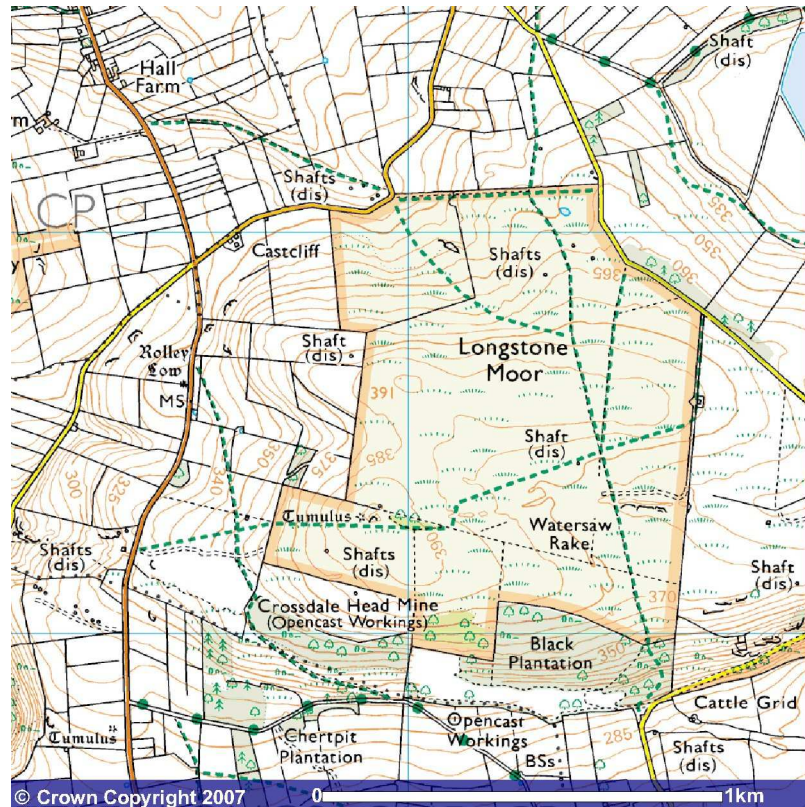 Hall
Farm
Shaft
(dis)
m
Shafts
(dis)
CP
335
350
360
365
y
Castcliff
Shafts
(dis)
Rolley
Low
MS
Shaft
(dis)
391
Longstone
Moor
385
375
350
340
325
300
Shaft
(dis)
Tumulus
390
Watersaw
Rake
Shafts
(dis)
Shafts
(dis)
Shaft
(dis)
370
Crossdale Head Mine
(Opencast Workings)
Black
Plantation
350
Cattle Grid
Tumulus
Chertpit
Plantation
Opencast
Workings
BSs
285
Shafts
(dis)
© Crown Copyright 2007
0
1km